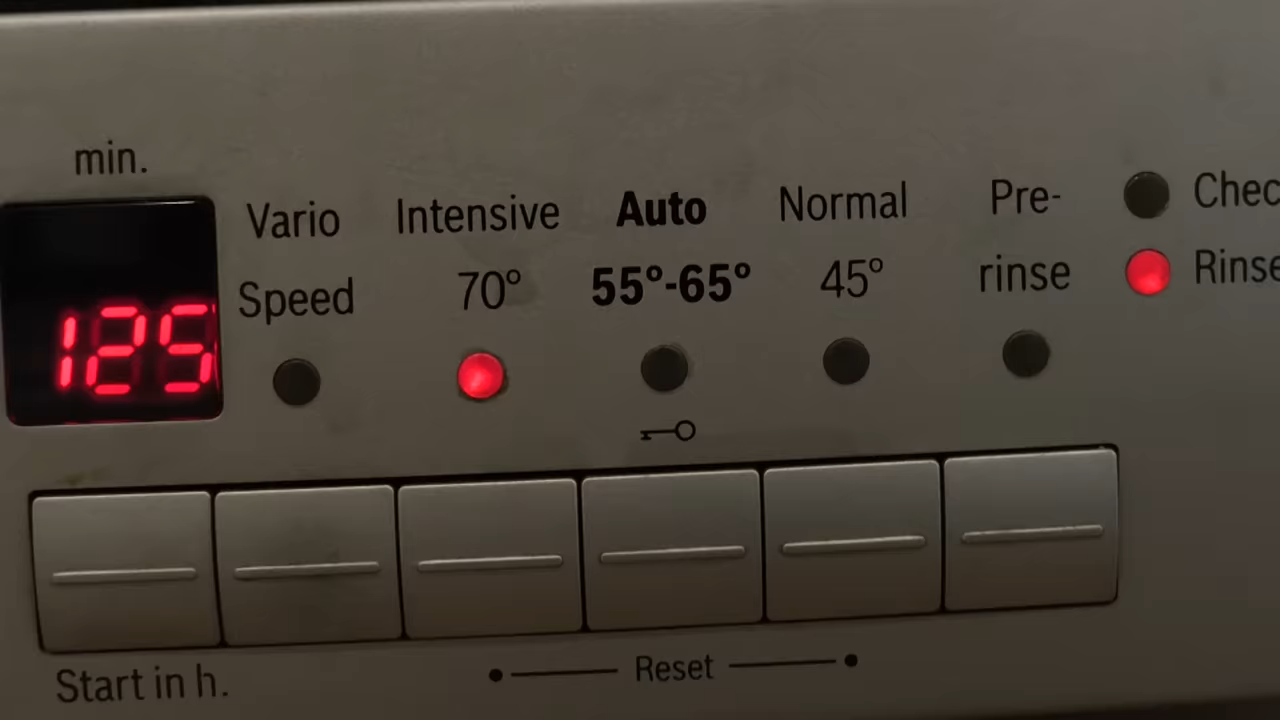 min.
125
Vario
Speed
Intensive
70°
Auto
55°-65°
Normal
45°
Pre-
rinse
Chec
Rinse
Start in h.
Reset